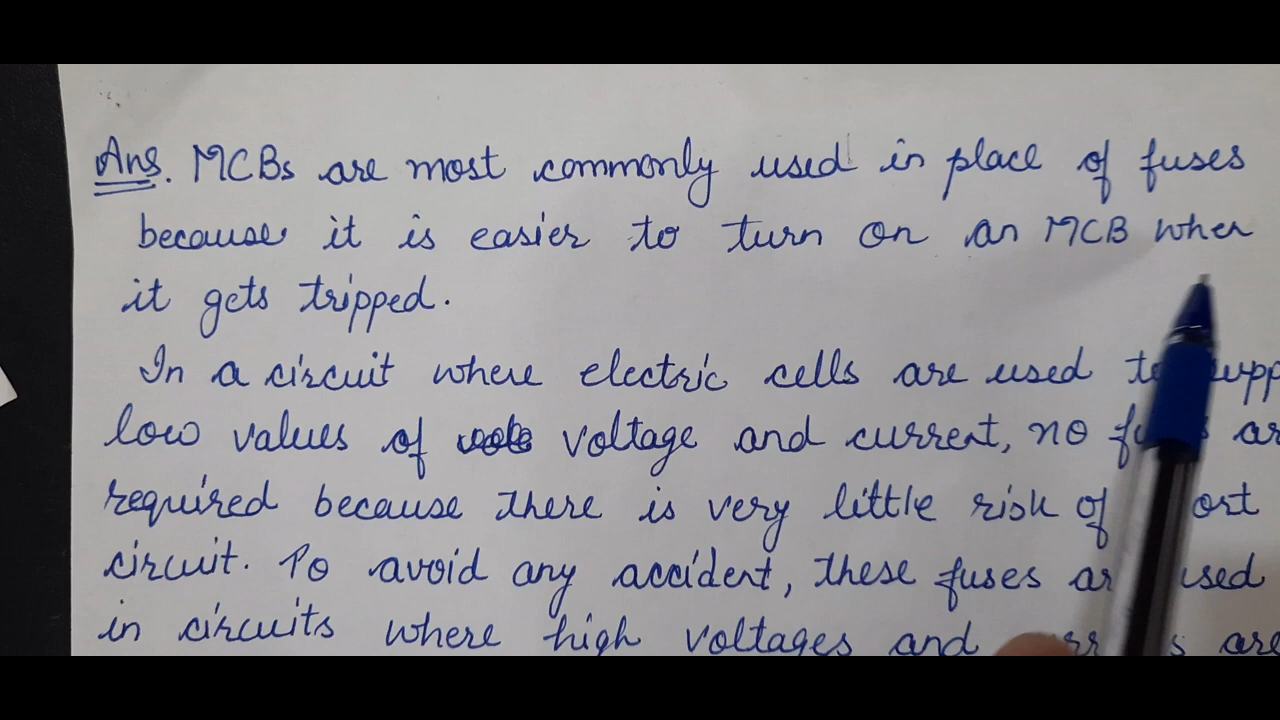 Ans. MCBs are most commonly used in place of fuses
because it is easier to turn on an MCB when
it gets tripped.
In a circuit where electric cells are used
low values of voltage and current, no
required because there is very little risk of
circuit. To avoid any accident, these fuses
in circuits where high voltages and are